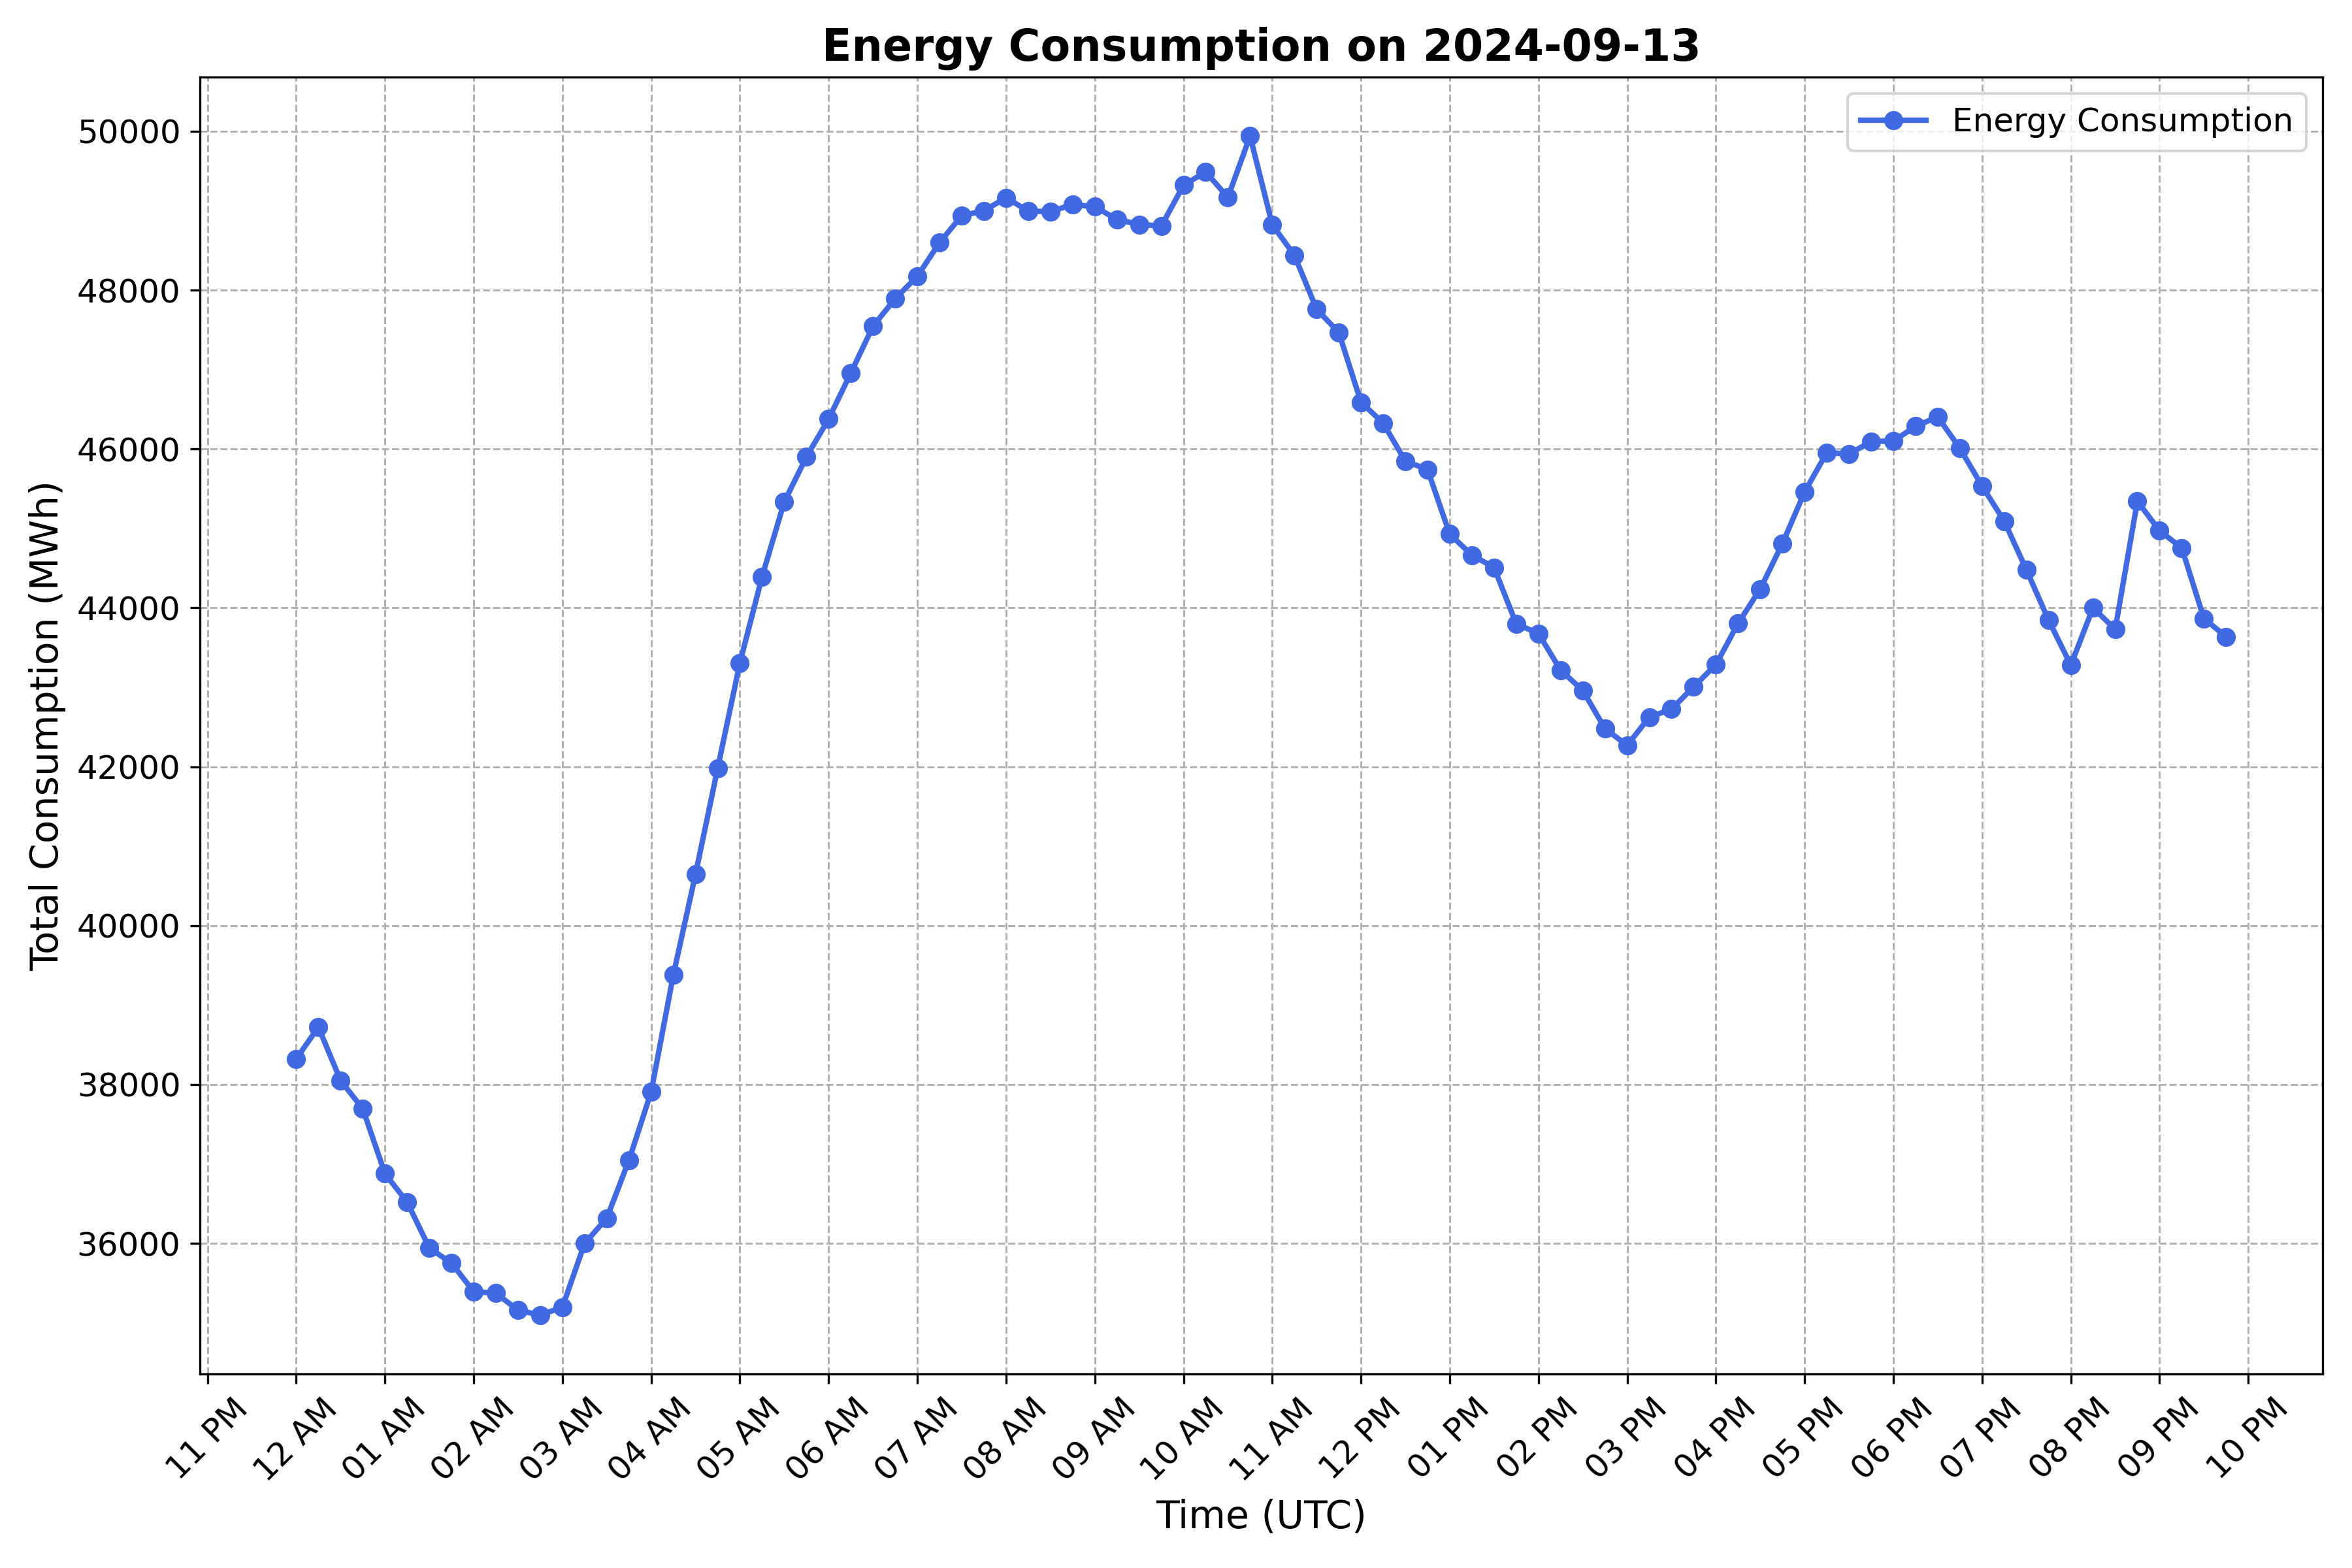 Energy Consumption on 2024-09-13
Energy Consumption
Total Consumption (MWh)
50000
48000
46000
44000
42000
40000
38000
36000
11 PM
12 AM
01 AM
02 AM
03 AM
04 AM
05 AM
06 AM
07 AM
08 AM
09 AM
10 AM
11 AM
12 PM
01 PM
02 PM
03 PM
04 PM
05 PM
06 PM
07 PM
08 PM
09 PM
10 PM
Time (UTC)